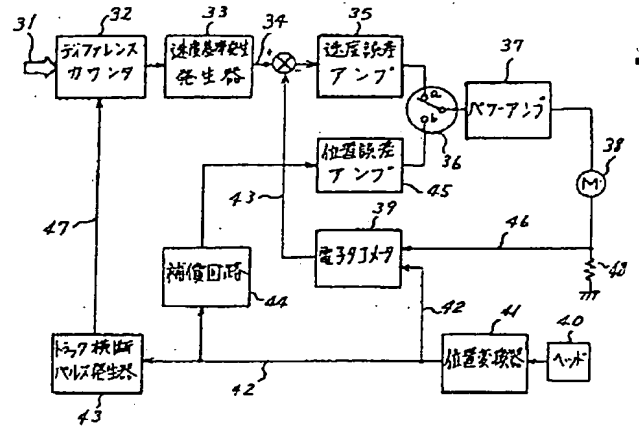 31
32
33
34
35
37
ディファレンス
カウンタ
速度基準発生
発生器
+
-
速度誤差
アンプ
a
b
36
パワーアンプ
38
M
位置誤差
アンプ
45
43
39
47
46
電子タコメータ
48
補償回路
44
42
41
40
トラック横断
パルス発生器
43
42
位置変換器
ヘッド